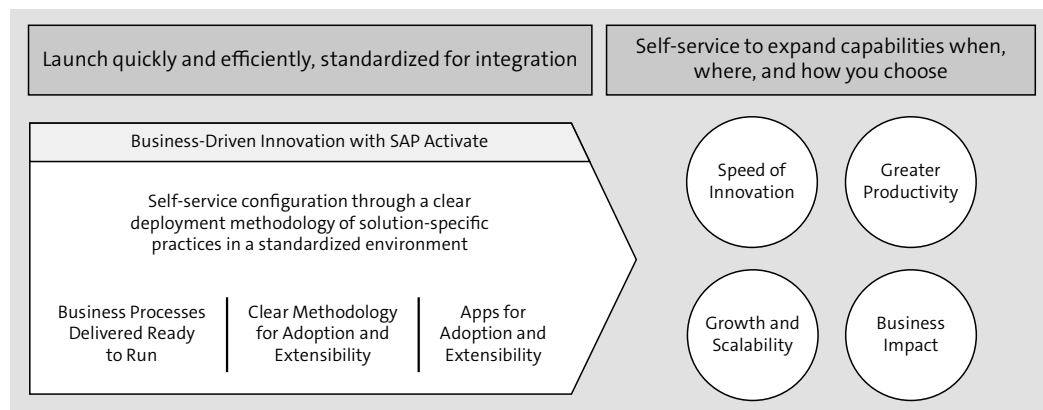 Launch quickly and efficiently, standardized for integration
Self-service to expand capabilities when,
where, and how you choose
Business-Driven Innovation with SAP Activate
Self-service configuration through a clear
deployment methodology of solution-specific
practices in a standardized environment
Business Processes
Delivered Ready
to Run
Clear Methodology
for Adoption and
Extensibility
Apps for
Adoption and
Extensibility
Speed of
Innovation
Greater
Productivity
Growth and
Scalability
Business
Impact